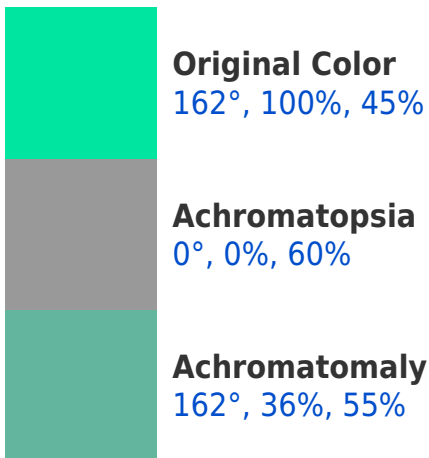 Original Color
162°, 100%, 45%
Achromatopsia
0°, 0%, 60%
Achromatomaly
162°, 36%, 55%